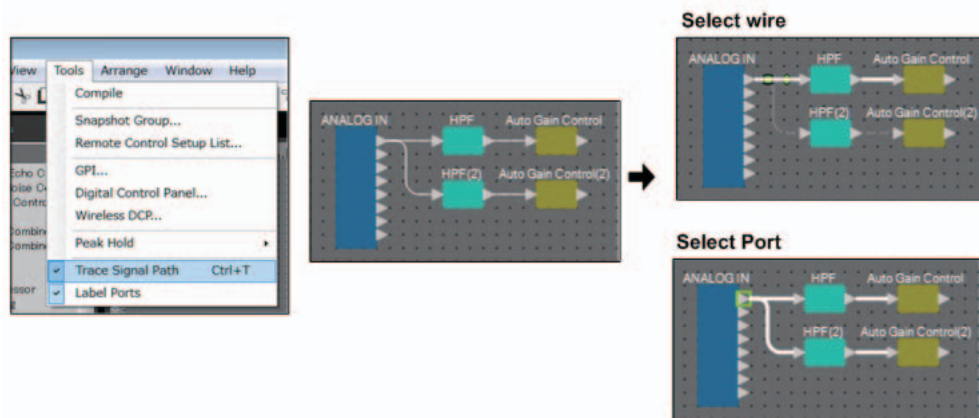 View Tools Arrange Window Help
Compile
Snapshot Group...
Remote Control Setup List...
GPI...
Digital Control Panel...
Wireless DCP...
Peak Hold
Trace Signal Path Ctrl+T
Label Ports
ANALOG IN HPF Auto Gain Control
HPF(2) Auto Gain Control(2)
Select wire
ANALOG IN HPF Auto Gain Control
HPF(2) Auto Gain Control(2)
Select Port
ANALOG IN HPF Auto Gain Control
HPF(2) Auto Gain Control(2)